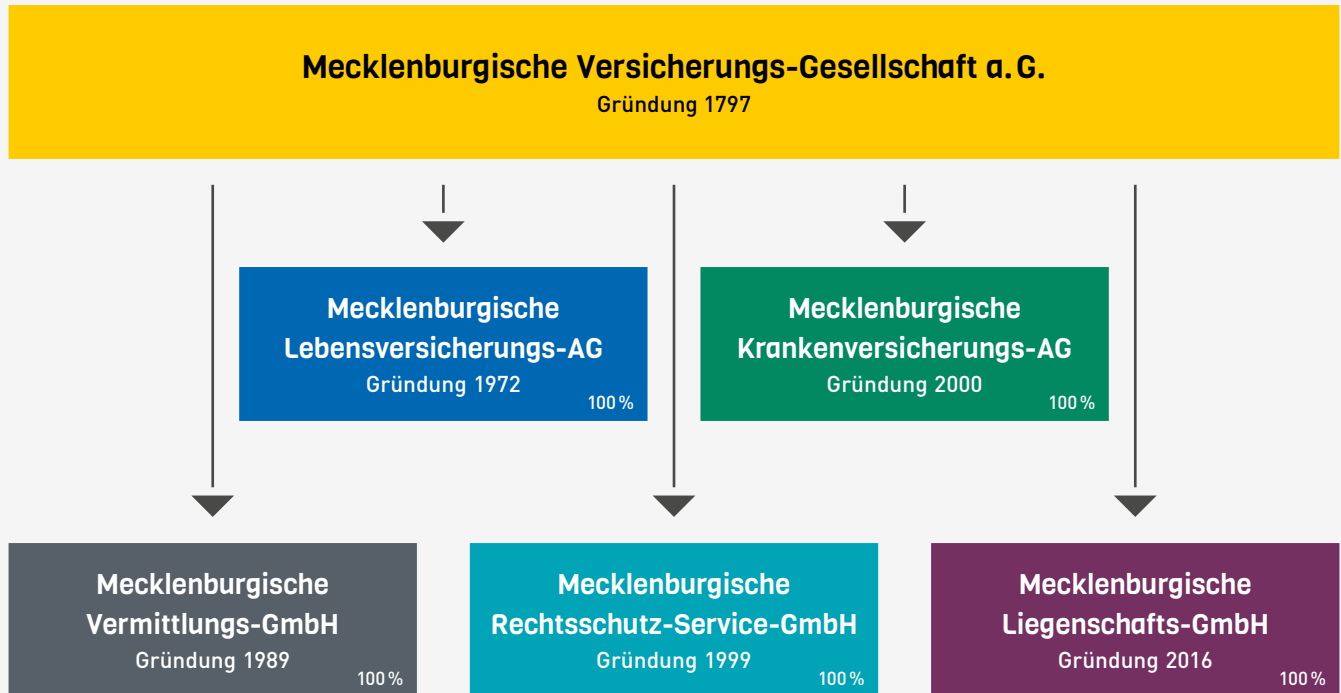 Mecklenburgische Versicherungs-Gesellschaft a. G.
Gründung 1797
Mecklenburgische
Lebensversicherungs-AG
Gründung 1972
100 %
Mecklenburgische
Krankenversicherungs-AG
Gründung 2000
100 %
Mecklenburgische
Vermittlungs-GmbH
Gründung 1989
100 %
Mecklenburgische
Rechtsschutz-Service-GmbH
Gründung 1999
100 %
Mecklenburgische
Liegenschafts-GmbH
Gründung 2016
100 %